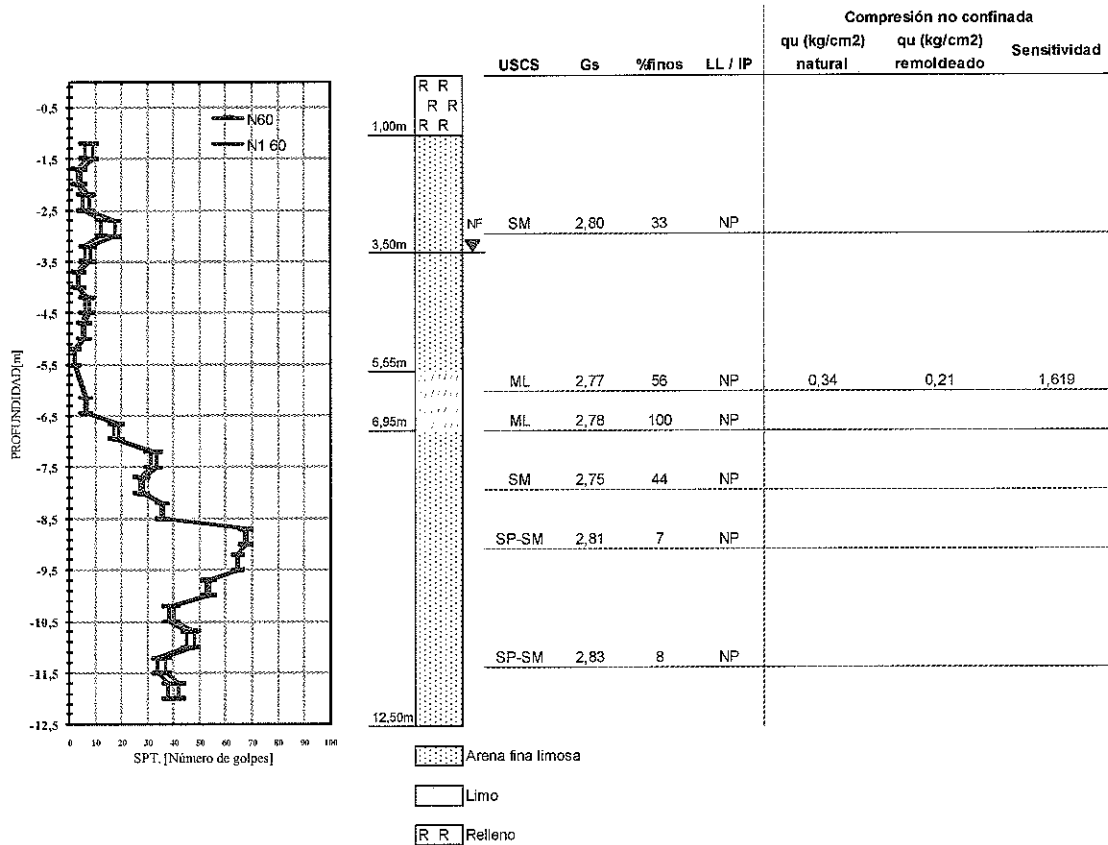 Compresión no confinada
qu (kg/cm2) qu (kg/cm2) Sensitividad
USCS Gs %finos LL / IP natural remoldeado
N60
N1 60
PROFUNDIDAD[m]
-0,5
-1,5
-2,5
-3,5
-4,5
-5,5
-6,5
-7,5
-8,5
-9,5
-10,5
-11,5
-12,5
0 10 20 30 40 50 60 70 80 90 100
SPT. [Número de golpes]
R R
R R
R R
1,00m
NF
3,50m
5,65m
6,95m
12,50m
SM 2,80 33 NP
ML 2,77 56 NP 0,34 0,21 1,619
ML 2,78 100 NP
SM 2,75 44 NP
SP-SM 2,81 7 NP
SP-SM 2,83 8 NP
Arena fina limosa
Limo
R R Relleno